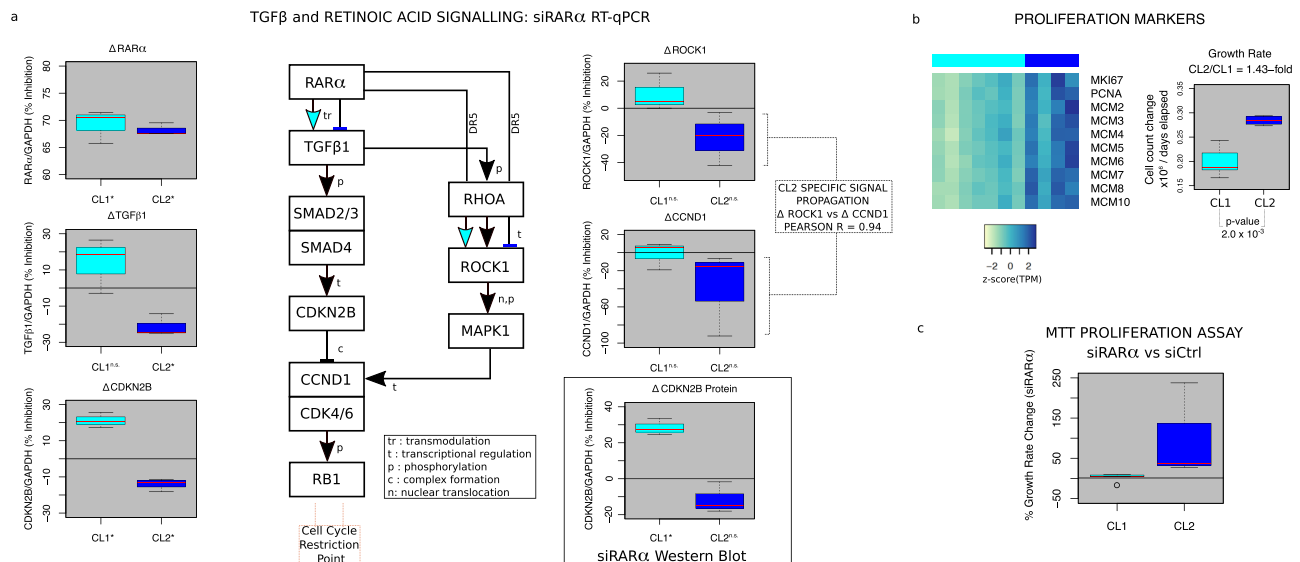 a
TGFβ and RETINOIC ACID SIGNALLING: siRARα RT-qPCR
ΔRARα
RARα/GAPDH (% Inhibition)
80
75
70
65
60
CL1*
CL2*
ΔTGFβ1
TGFβ1/GAPDH (% Inhibition)
30
10
-10
-30
CL1n.s.
CL2*
ΔCDKN2B
CDKN2B/GAPDH (% Inhibition)
30
10
-10
-30
CL1*
CL2*
RARα
tr
DR5
DR5
TGFβ1
p
p
SMAD2/3
SMAD4
RHOA
t
ROCK1
t
n,p
CDKN2B
MAPK1
c
CCND1
t
CDK4/6
p
RB1
tr : transmodulation
t : transcriptional regulation
p : phosphorylation
c : complex formation
n: nuclear translocation
Cell Cycle
Restriction
Point
Δ ROCK1
ROCK1/GAPDH (% Inhibition)
20
0
-20
-40
CL1n.s.
CL2n.s.
ΔCCND1
CCND1/GAPDH (% Inhibition)
20
0
-20
-60
-100
CL1n.s.
CL2n.s.
CL2 SPECIFIC SIGNAL
PROPAGATION
Δ ROCK1 vs Δ CCND1
PEARSON R = 0.94
Δ CDKN2B Protein
CDKN2B/GAPDH (% Inhibition)
40
20
0
-20
CL1*
CL2n.s.
siRARα Western Blot
b
PROLIFERATION MARKERS
MKI67
PCNA
MCM2
MCM3
MCM4
MCM5
MCM6
MCM7
MCM8
MCM10
-2
0
2
z-score(TPM)
Growth Rate
CL2/CL1 = 1.43-fold
Cell count change
x10⁶ / days elapsed
0.35
0.30
0.20
0.15
CL1
CL2
p-value
2.0 x 10⁻³
c
MTT PROLIFERATION ASSAY
siRARα vs siCtrl
% Growth Rate Change (siRARα)
250
150
50
0
-50
CL1
CL2